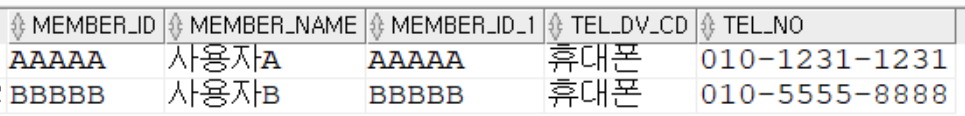 MEMBER_ID MEMBER_NAME MEMBER_ID_1 TEL_DV_CD TEL_NO
AAAAA 사용자A AAAAA 휴대폰 010-1231-1231
BBBBB 사용자B BBBBB 휴대폰 010-5555-8888